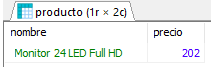 producto (1r × 2c)
nombre precio
Monitor 24 LED Full HD 202